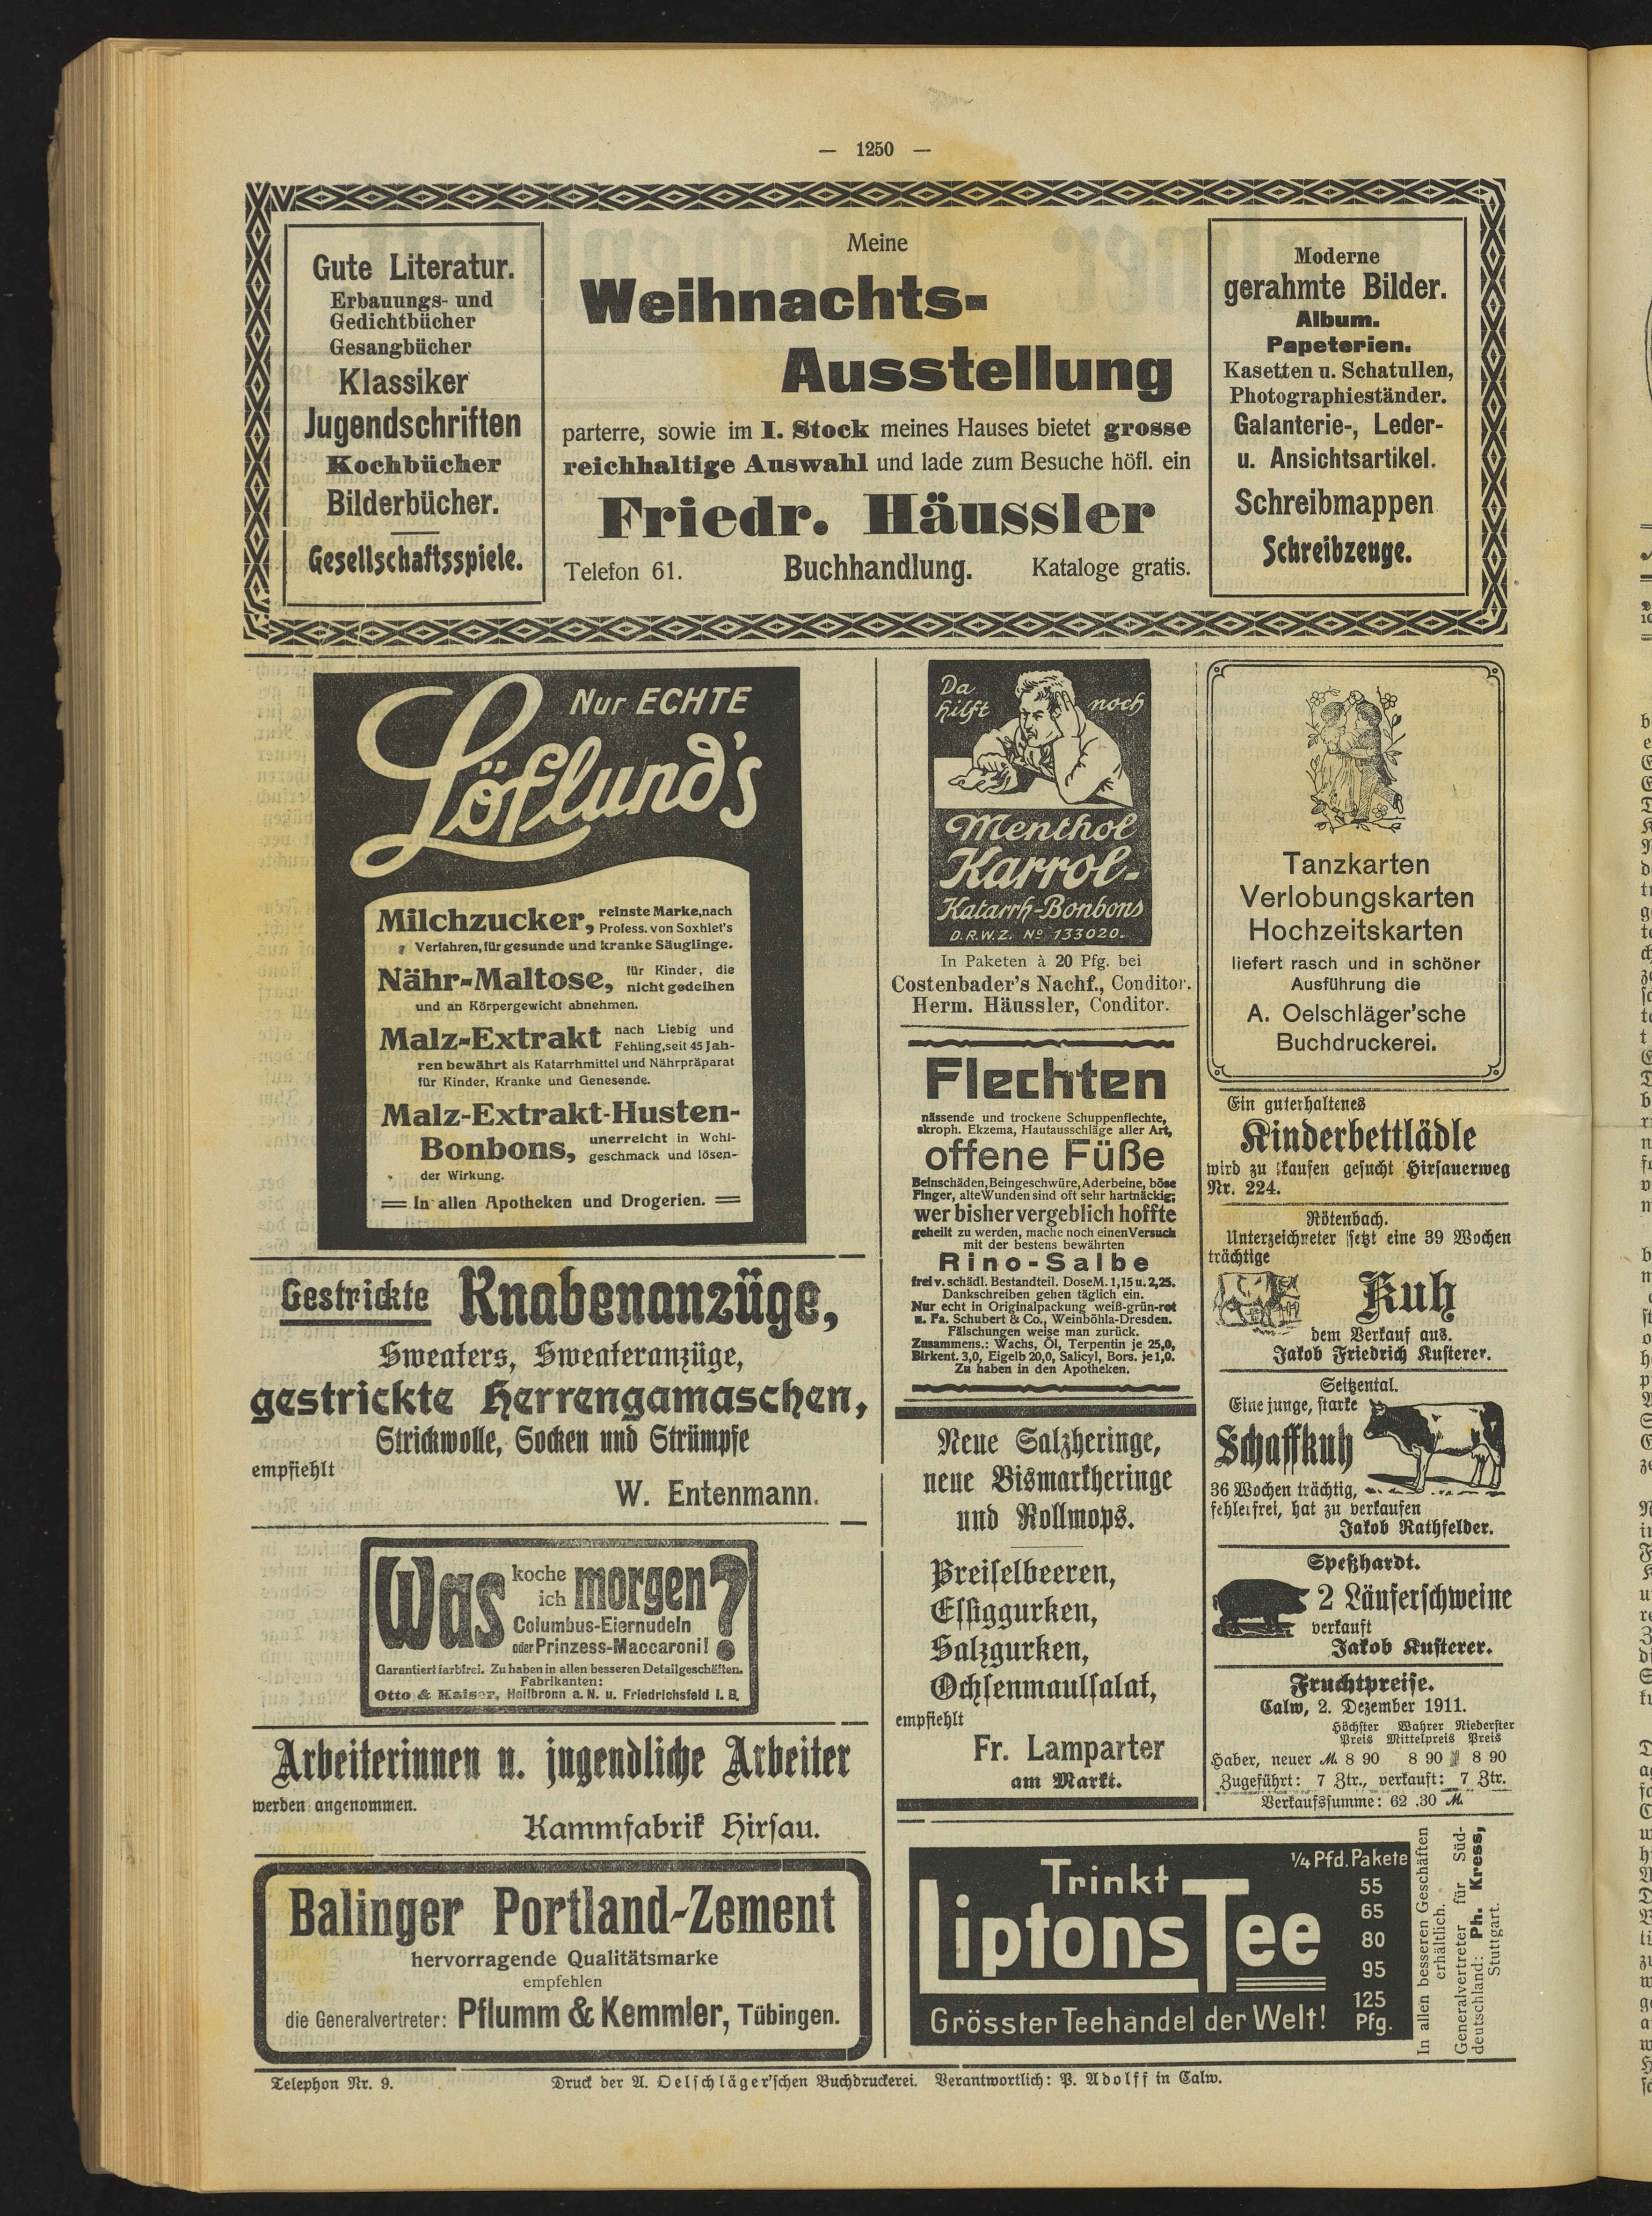 — 1250 —
Gute Literatur.
Erbauungs- und
Gedichtbücher
Gesangbücher
Klassiker
Jugendschriften
Kochbücher
Bilderbücher.
Gesellschaftsspiele.
Meine
Weihnachts-
Ausstellung
parterre, sowie im I. Stock meines Hauses bietet grosse
reichhaltige Auswahl und lade zum Besuche höfl. ein
Friedr. Häussler
Telefon 61. Buchhandlung. Kataloge gratis.
Moderne
gerahmte Bilder.
Album.
Papeterien.
Kasetten u. Schatullen,
Photographieständer.
Galanterie-, Leder-
u. Ansichtsartikel.
Schreibmappen
Schreibzeuge.
Nur ECHTE
Löflund's
Milchzucker, reinste Marke, nach
Profess. von Soxhlet's
Verfahren, für gesunde und kranke Säuglinge.
Nähr-Maltose, für Kinder, die
nicht gedeihen
und an Körpergewicht abnehmen.
Malz-Extrakt nach Liebig und
Fehling, seit 45 Jah-
ren bewährt als Katarrhmittel und Nährpräparat
für Kinder, Kranke und Genesende.
Malz-Extrakt-Husten-
Bonbons, unerreicht in Wohl-
geschmack und lösen-
der Wirkung.
In allen Apotheken und Drogerien.
Gestrickte Knabenanzüge,
Sweaters, Sweateranzüge,
gestrickte Herrengamaschen,
Strickwolle, Socken und Strümpfe
empfiehlt
W. Entenmann.
Was koche ich morgen?
Columbus-Eiernudeln
oder Prinzess-Maccaroni!
Garantiert farbfrei. Zu haben in allen besseren Detailgeschäften.
Fabrikanten:
Otto & Kaiser, Heilbronn a. N. u. Friedrichsfeld i. B.
Arbeiterinnen u. jugendliche Arbeiter
werden angenommen.
Kammfabrik Hirsau.
Balinger Portland-Zement
hervorragende Qualitätsmarke
empfehlen
die Generalvertreter: Pflumm & Kemmler, Tübingen.
Da hilft noch
Menthol
Karrol-
Katarrh-Bonbons
D.R.W.Z. No 133020.
In Paketen à 20 Pfg. bei
Costenbader's Nachf., Conditor.
Herm. Häussler, Conditor.
Flechten
nässende und trockene Schuppenflechte,
skroph. Ekzema, Hautausschläge aller Art,
offene Füße
Beinschäden, Beingeschwüre, Aderbeine, böse
Finger, alte Wunden sind oft sehr hartnäckig;
wer bisher vergeblich hoffte
geheilt zu werden, mache noch einen Versuch
mit der bestens bewährten
Rino-Salbe
frei v. schädl. Bestandteil. Dose M. 1,15 u. 2,25.
Dankschreiben gehen täglich ein.
Nur echt in Originalpackung weiß-grün-rot
u. Fa. Schubert & Co., Weinböhla-Dresden.
Fälschungen weise man zurück.
Zusammens.: Wachs, Öl, Terpentin je 25,0,
Birkent. 3,0, Eigelb 20,0, Salicyl, Bors. je 1,0.
Zu haben in den Apotheken.
Neue Salzheringe,
neue Bismarkheringe
und Rollmops.
Preiselbeeren,
Essiggurken,
Salzgurken,
Ochsenmaulsalat,
empfiehlt
Fr. Lamparter
am Markt.
Tanzkarten
Verlobungskarten
Hochzeitskarten
liefert rasch und in schöner
Ausführung die
A. Oelschläger'sche
Buchdruckerei.
Ein guterhaltenes
Kinderbettlädle
wird zu kaufen gesucht Hirsauerweg
Nr. 224.
Rötenbach.
Unterzeichneter setzt eine 39 Wochen
trächtige
Kuh
dem Verkauf aus.
Jakob Friedrich Kusterer.
Seitzental.
Eine junge, starke
Schaffkuh
36 Wochen trächtig,
fehlerfrei, hat zu verkaufen
Jakob Rathfelder.
Speßhardt.
2 Läuferschweine
verkauft
Jakob Kusterer.
Fruchtpreise.
Calw, 2. Dezember 1911.
Höchster Wahrer Niederster
Preis Mittelpreis Preis
Haber, neuer M. 8 90 8 90 8 90
Zugeführt: 7 Ztr., verkauft: 7 Ztr.
Verkaufssumme: 62.30 M.
Trinkt
Liptons Tee
Grösster Teehandel der Welt!
1/4 Pfd. Pakete
55
65
80
95
125
Pfg.
In allen besseren Geschäften
erhältlich.
Generalvertreter für Süd-
deutschland: Ph. Kress,
Stuttgart.
Telephon Nr. 9. Druck der A. Oelschläger'schen Buchdruckerei. Verantwortlich: P. Adolff in Calw.